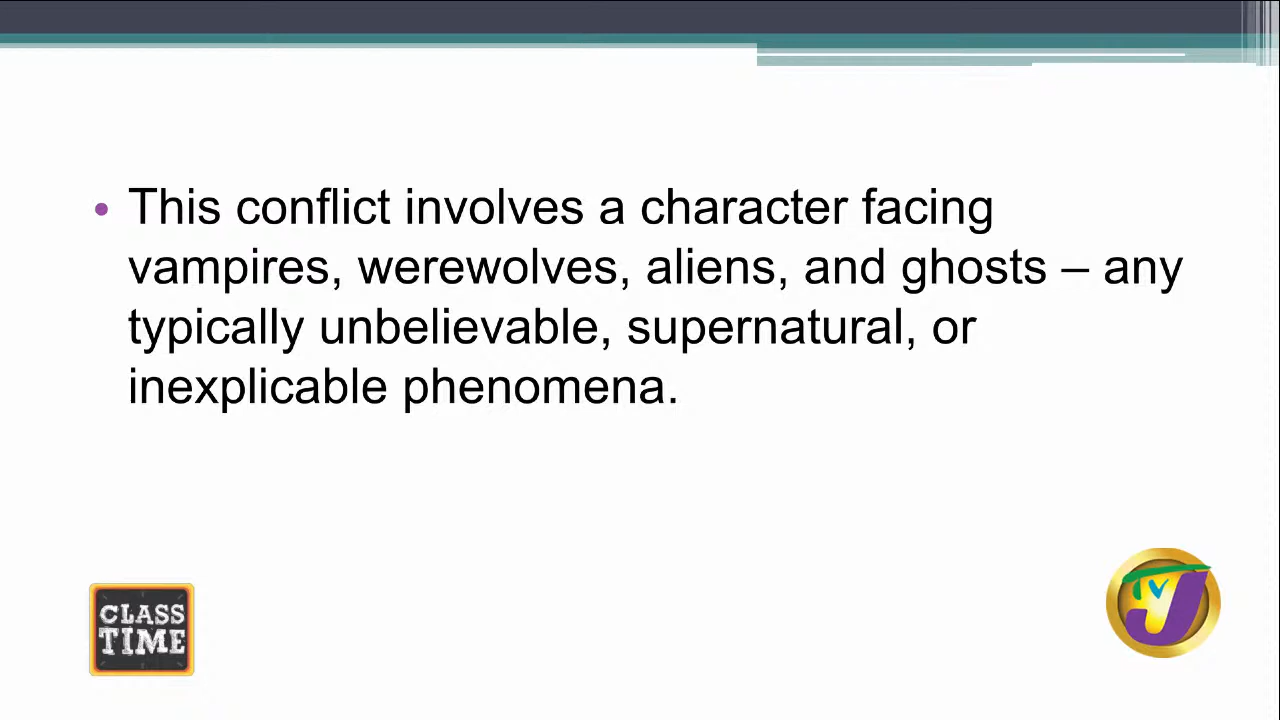 • This conflict involves a character facing
vampires, werewolves, aliens, and ghosts – any
typically unbelievable, supernatural, or
inexplicable phenomena.
CLASS
TIME
TVJ